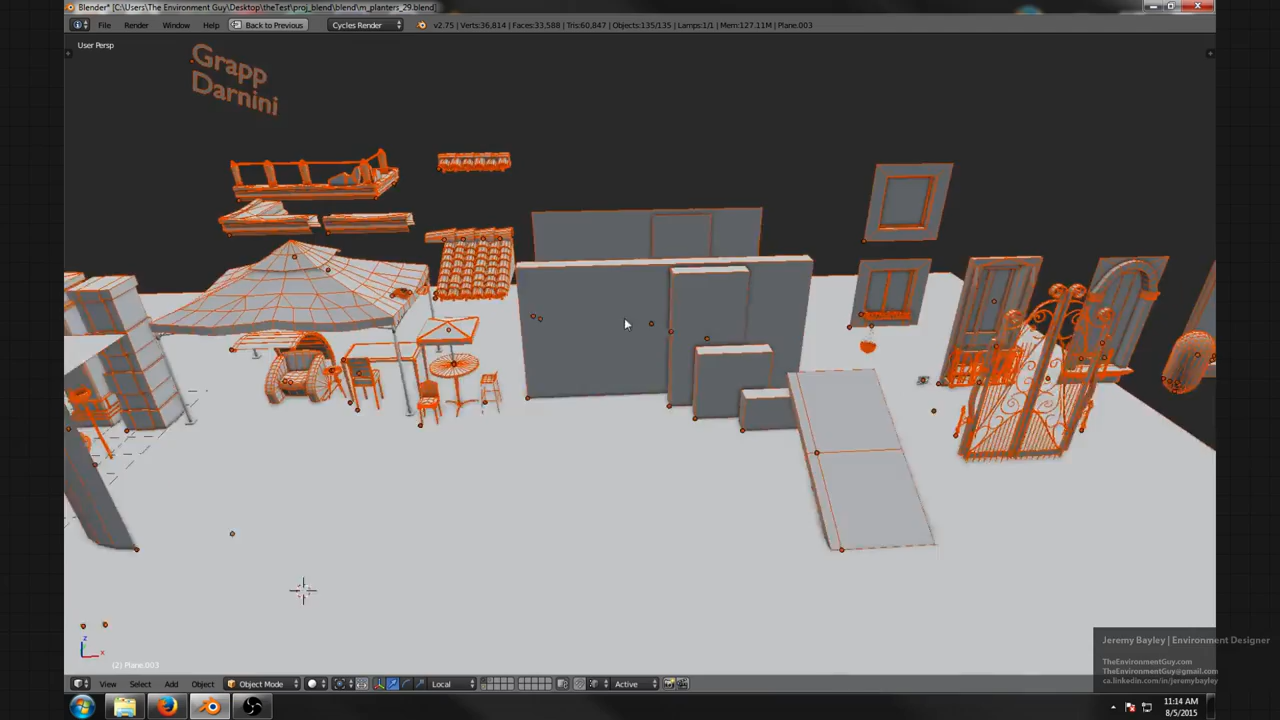 Blender* [C:\Users\The Environment Guy\Desktop\theTest\proj_blend\blend\m_planters_29.blend]
File Render Window Help Back to Previous Cycles Render v2.75 | Verts:36,814 | Faces:33,588 | Tris:60,847 | Objects:135/135 | Lamps:1/1 | Mem:127.11M | Plane.003
User Persp
Grapp
Darnini
z
x
(2) Plane.003
View Select Add Object Object Mode Local Active
Jeremy Bayley | Environment Designer
TheEnvironmentGuy.com
TheEnvironmentGuy@gmail.com
ca.linkedin.com/in/jeremybayley
11:14 AM
8/5/2015